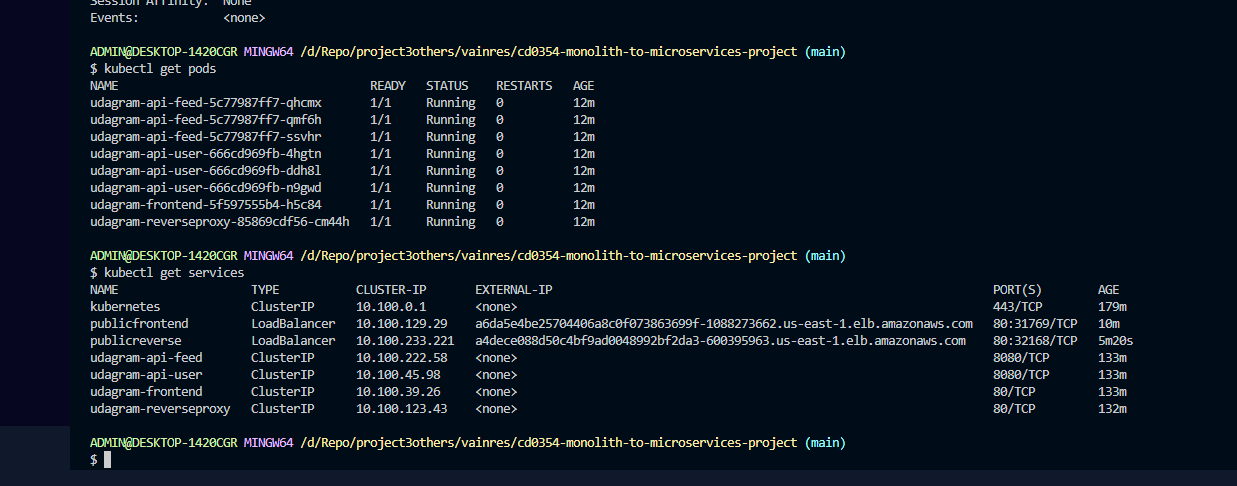 Session Affinity: None
Events: <none>
ADMIN@DESKTOP-1420CGR MINGW64 /d/Repo/project3others/vainres/cd0354-monolith-to-microservices-project (main)
$ kubectl get pods
NAME READY STATUS RESTARTS AGE
udagram-api-feed-5c77987ff7-qhcmx 1/1 Running 0 12m
udagram-api-feed-5c77987ff7-qmf6h 1/1 Running 0 12m
udagram-api-feed-5c77987ff7-ssvhr 1/1 Running 0 12m
udagram-api-user-666cd969fb-4hgtn 1/1 Running 0 12m
udagram-api-user-666cd969fb-ddh8l 1/1 Running 0 12m
udagram-api-user-666cd969fb-n9gwd 1/1 Running 0 12m
udagram-frontend-5f597555b4-h5c84 1/1 Running 0 12m
udagram-reverseproxy-85869cdf56-cm44h 1/1 Running 0 12m
ADMIN@DESKTOP-1420CGR MINGW64 /d/Repo/project3others/vainres/cd0354-monolith-to-microservices-project (main)
$ kubectl get services
NAME TYPE CLUSTER-IP EXTERNAL-IP PORT(S) AGE
kubernetes ClusterIP 10.100.0.1 <none> 443/TCP 179m
publicfrontend LoadBalancer 10.100.129.29 a6da5e4be25704406a8c0f073863699f-1088273662.us-east-1.elb.amazonaws.com 80:31769/TCP 10m
publicreverse LoadBalancer 10.100.233.221 a4dece088d50c4bf9ad0048992bf2da3-600395963.us-east-1.elb.amazonaws.com 80:32168/TCP 5m20s
udagram-api-feed ClusterIP 10.100.222.58 <none> 8080/TCP 133m
udagram-api-user ClusterIP 10.100.45.98 <none> 8080/TCP 133m
udagram-frontend ClusterIP 10.100.39.26 <none> 80/TCP 133m
udagram-reverseproxy ClusterIP 10.100.123.43 <none> 80/TCP 132m
ADMIN@DESKTOP-1420CGR MINGW64 /d/Repo/project3others/vainres/cd0354-monolith-to-microservices-project (main)
$